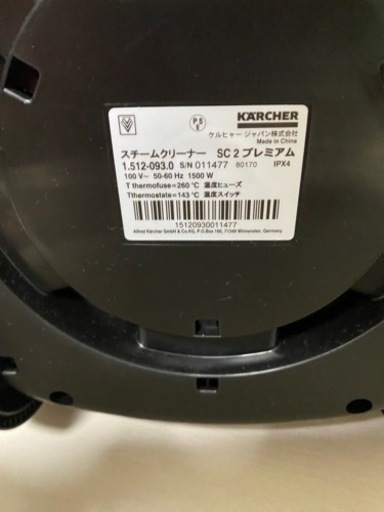 KÄRCHER
ケルヒャー ジャパン株式会社
Made in China
PS
E
スチームクリーナー SC 2 プレミアム
1.512-093.0 S/N 011477 80170 IPX4
100 V~ 50-60 Hz 1500 W
T thermofuse=260 °C 温度ヒューズ
Tthermostate=143 °C 温度スイッチ
15120930011477
Alfred Kärcher GmbH & Co.KG, P.O.Box 160, 71349 Winnenden, Germany